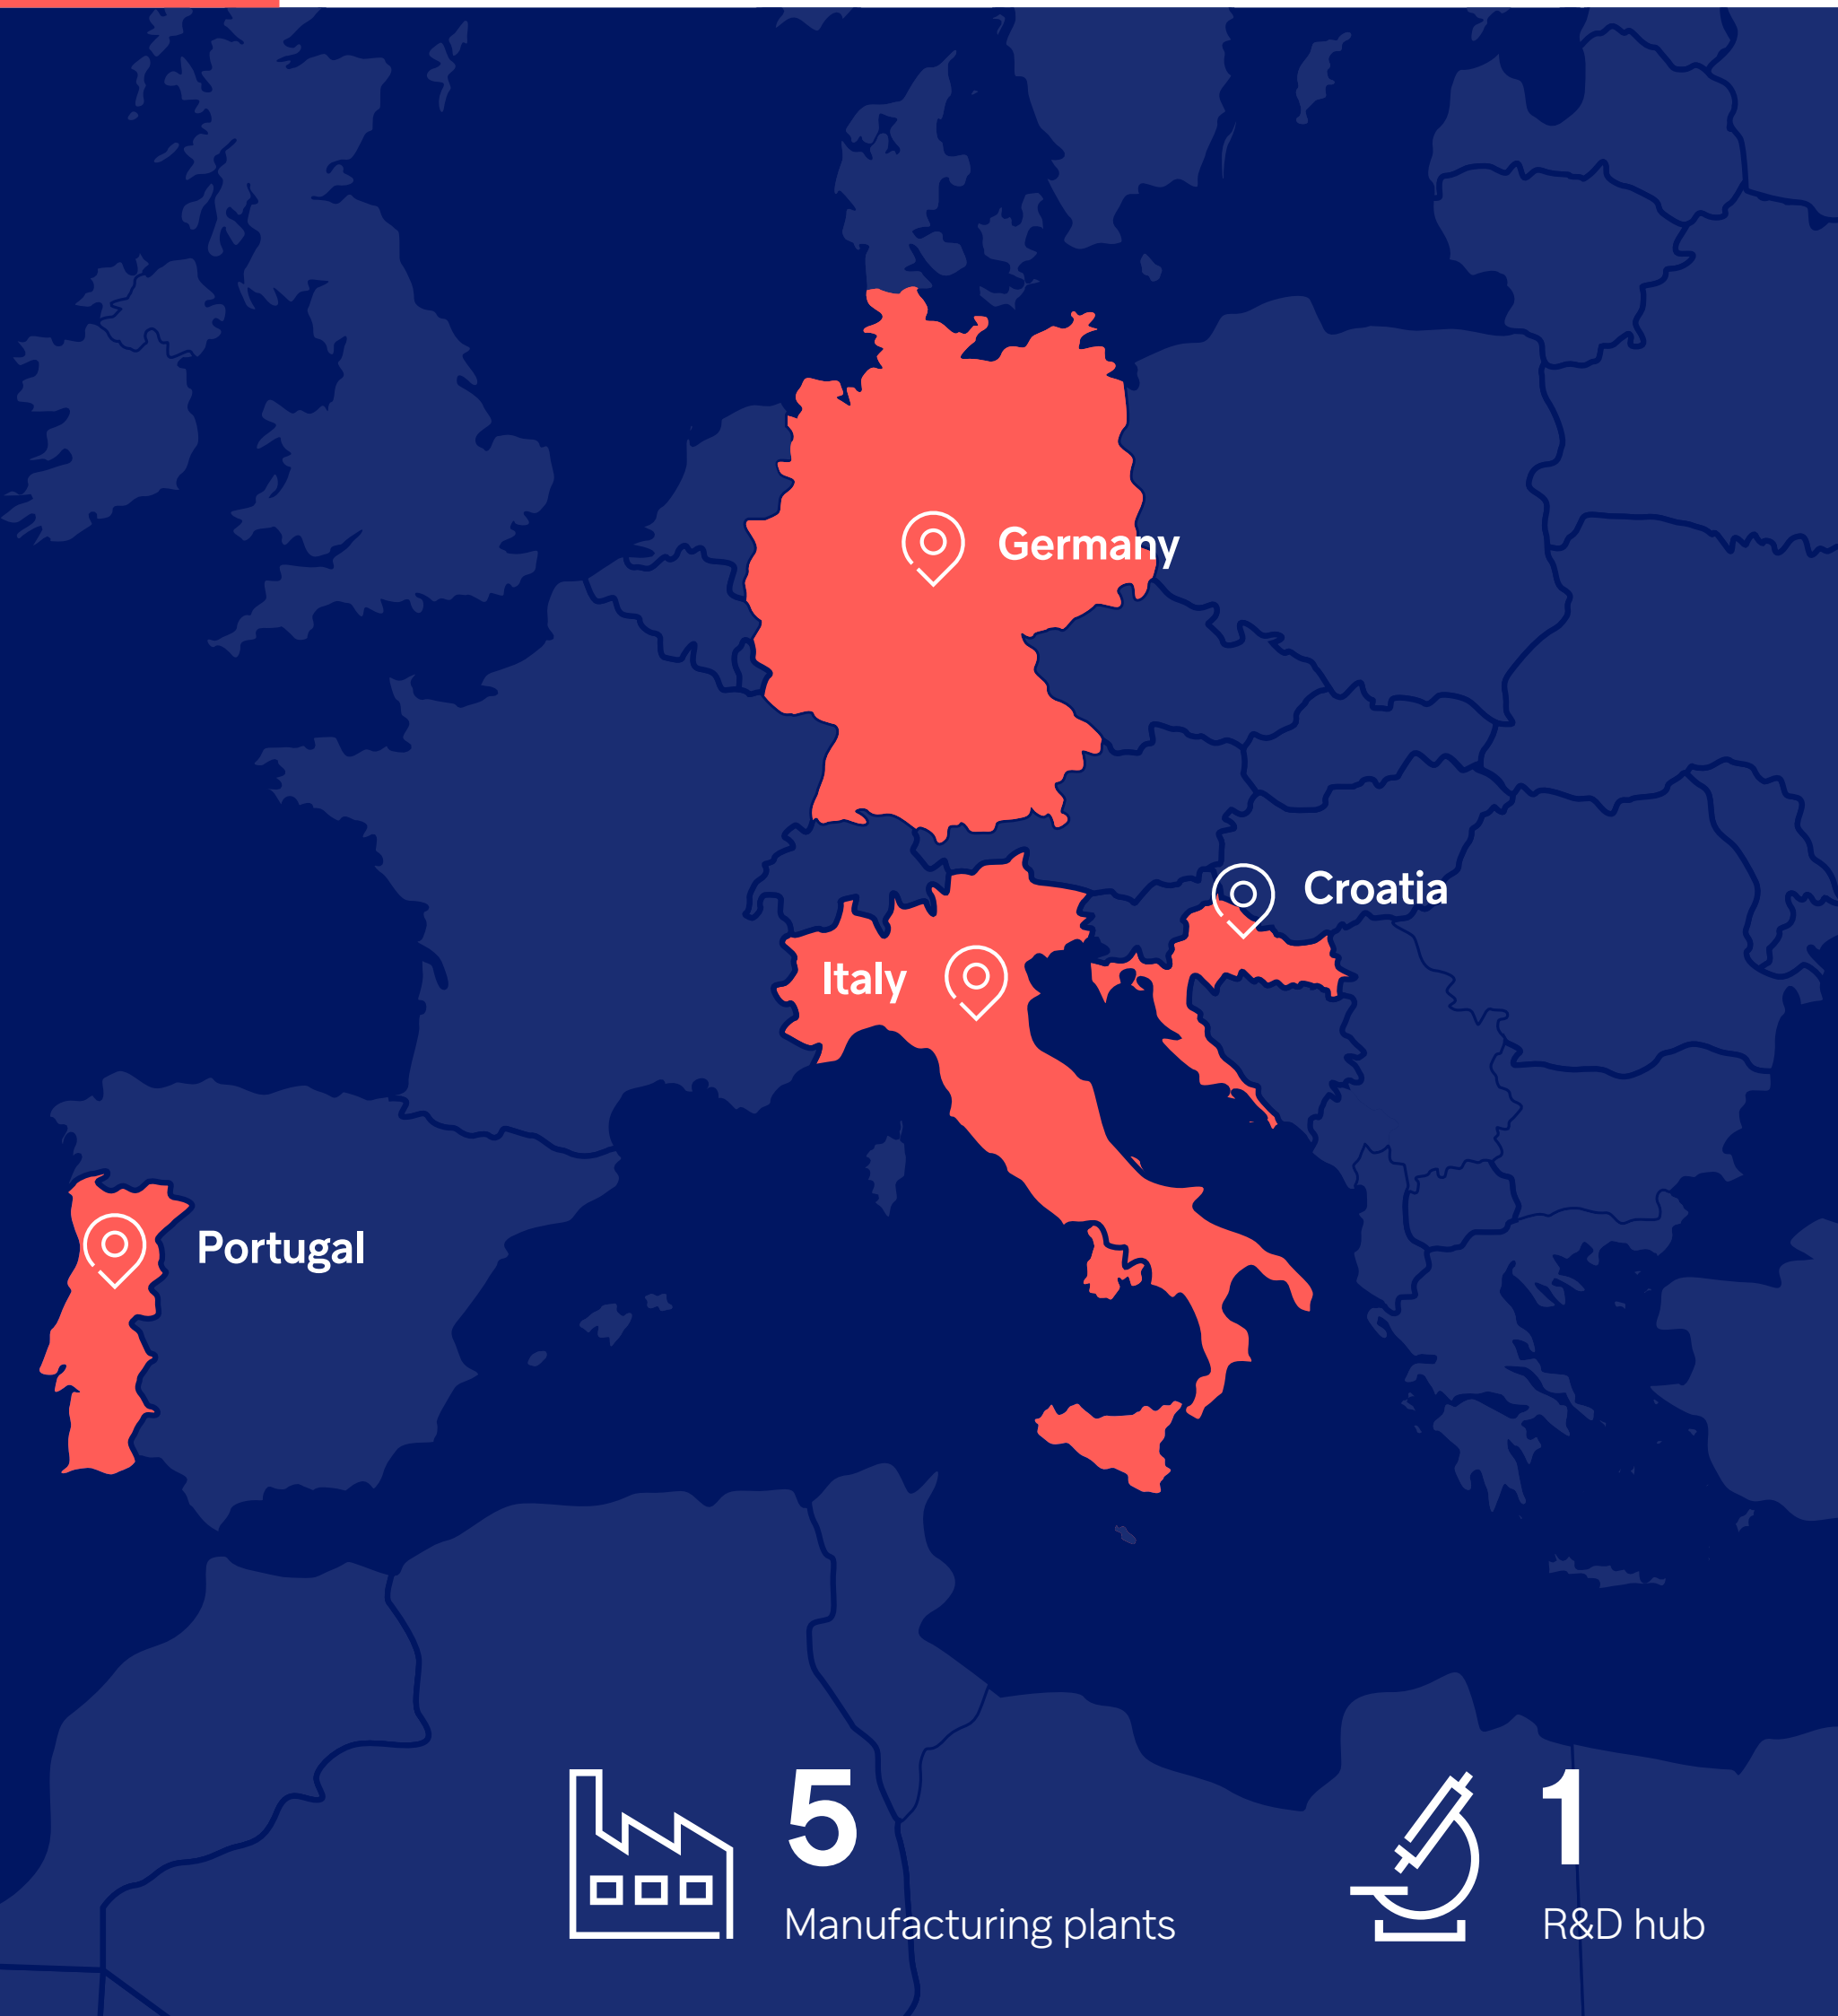 Germany
Croatia
Italy
Portugal
5
Manufacturing plants
1
R&D hub